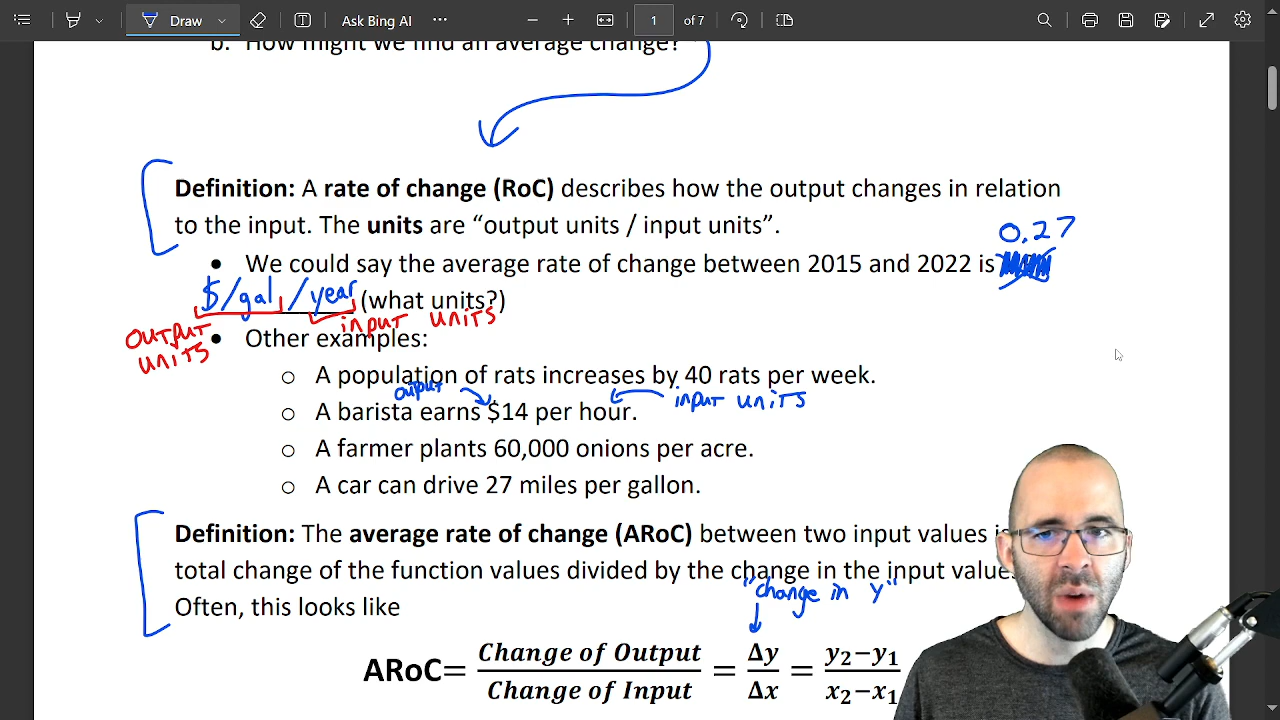 Draw
Ask Bing AI
1 of 7
b. How might we find an average change?
Definition: A rate of change (RoC) describes how the output changes in relation
to the input. The units are “output units / input units”.
0.27
We could say the average rate of change between 2015 and 2022 is
$/gal / year (what units?)
OUTPUT UNITS
input UNITS
Other examples:
A population of rats increases by 40 rats per week.
output
input UNITS
A barista earns $14 per hour.
A farmer plants 60,000 onions per acre.
A car can drive 27 miles per gallon.
Definition: The average rate of change (ARoC) between two input values is
total change of the function values divided by the change in the input values
"change in y"
Often, this looks like
ARoC= Change of Output / Change of Input = Δy / Δx = y₂−y₁ / x₂−x₁